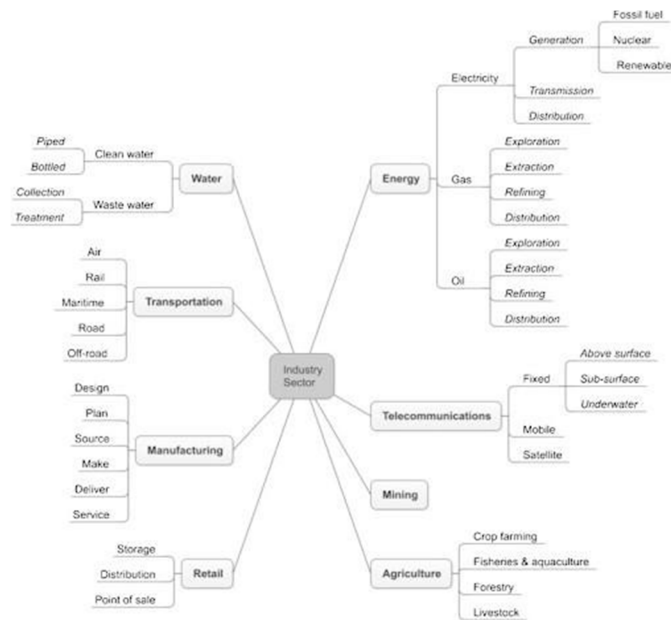 Fossil fuel
Generation
Nuclear
Renewable
Electricity
Transmission
Distribution
Piped
Clean water
Bottled
Water
Collection
Waste water
Treatment
Energy
Exploration
Extraction
Gas
Refining
Distribution
Exploration
Extraction
Oil
Refining
Distribution
Air
Rail
Maritime
Transportation
Road
Off-road
Industry
Sector
Above surface
Fixed
Sub-surface
Underwater
Telecommunications
Mobile
Satellite
Design
Plan
Source
Manufacturing
Make
Deliver
Service
Mining
Storage
Distribution
Retail
Point of sale
Crop farming
Fisheries & aquaculture
Agriculture
Forestry
Livestock